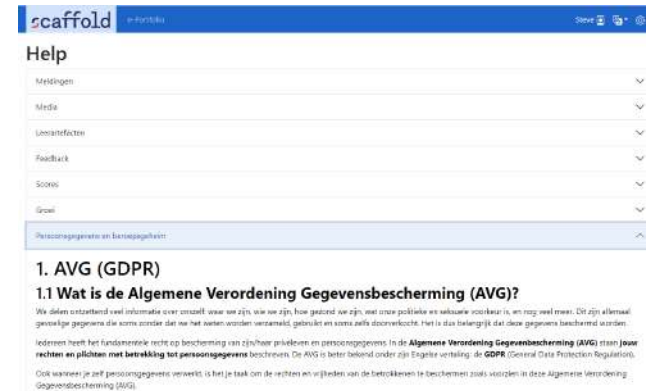 scaffold e-Portfolio Steve
Help
Meldingen
Media
Leerartefacten
Feedback
Scores
Groei
Persoonsgegevens en beroepsgeheim
1. AVG (GDPR)
1.1 Wat is de Algemene Verordening Gegevensbescherming (AVG)?
We delen ontzettend veel informatie over onszelf: waar we zijn, wie we zijn, hoe gezond we zijn, wat onze politieke en seksuele voorkeur is, en nog veel meer. Dit zijn allemaal
gevoelige gegevens die soms zonder dat we het weten worden verzameld, gebruikt en soms zelfs doorverkocht. Het is dus belangrijk dat deze gegevens beschermd worden.
Iedereen heeft het fundamentele recht op bescherming van zijn/haar privéleven en persoonsgegevens. In de Algemene Verordening Gegevensbescherming (AVG) staan jouw
rechten en plichten met betrekking tot persoonsgegevens beschreven. De AVG is beter bekend onder zijn Engelse vertaling: de GDPR (General Data Protection Regulation).
Ook wanneer je zelf persoonsgegevens verwerkt, is het je taak om de rechten en vrijheden van de betrokkenen te beschermen zoals voorzien in deze Algemene Verordening
Gegevensbescherming (AVG).